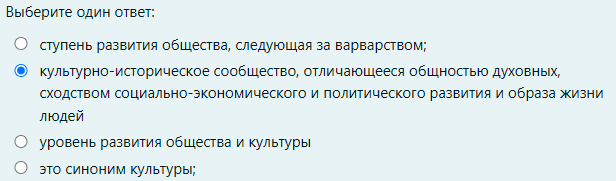 Выберите один ответ:
ступень развития общества, следующая за варварством;
культурно-историческое сообщество, отличающееся общностью духовных,
сходством социально-экономического и политического развития и образа жизни
людей
уровень развития общества и культуры
это синоним культуры;